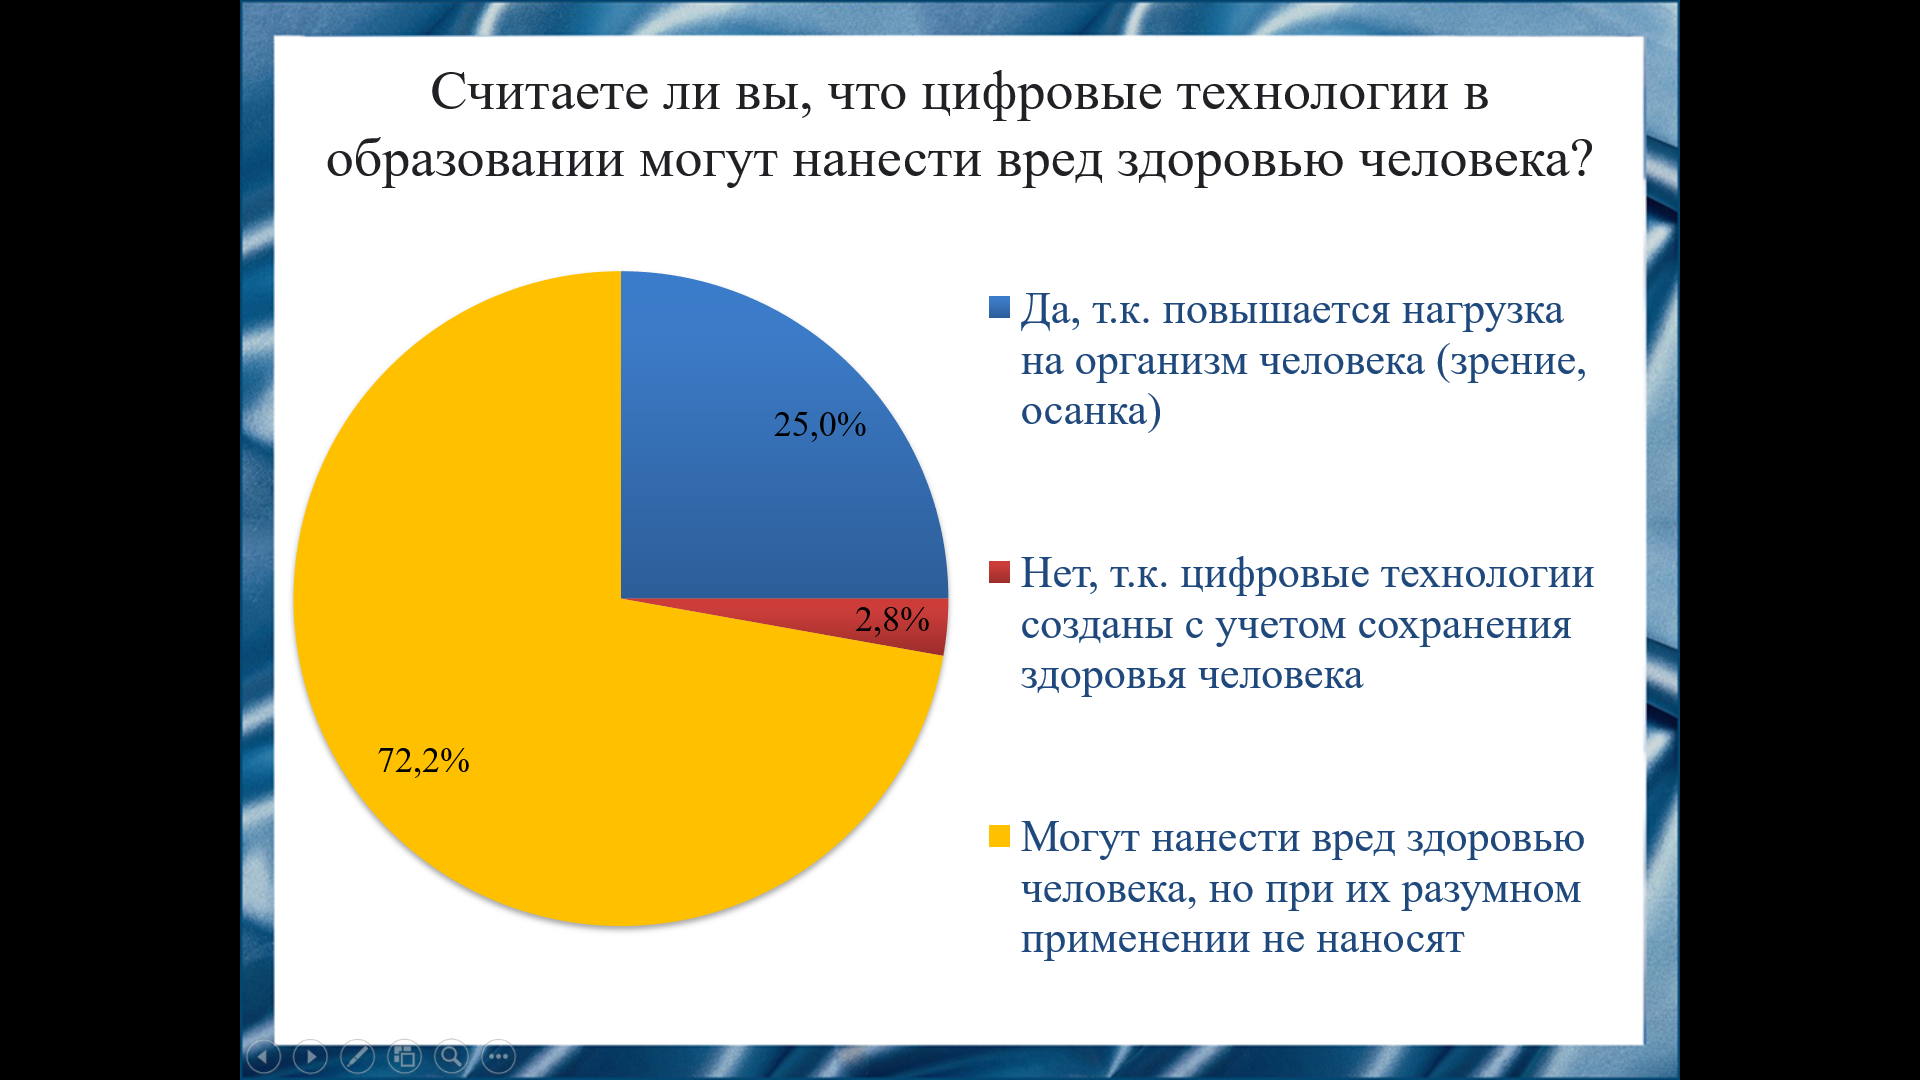 Считаете ли вы, что цифровые технологии в
образовании могут нанести вред здоровью человека?
25,0%
2,8%
72,2%
Да, т.к. повышается нагрузка
на организм человека (зрение,
осанка)
Нет, т.к. цифровые технологии
созданы с учетом сохранения
здоровья человека
Могут нанести вред здоровью
человека, но при их разумном
применении не наносят